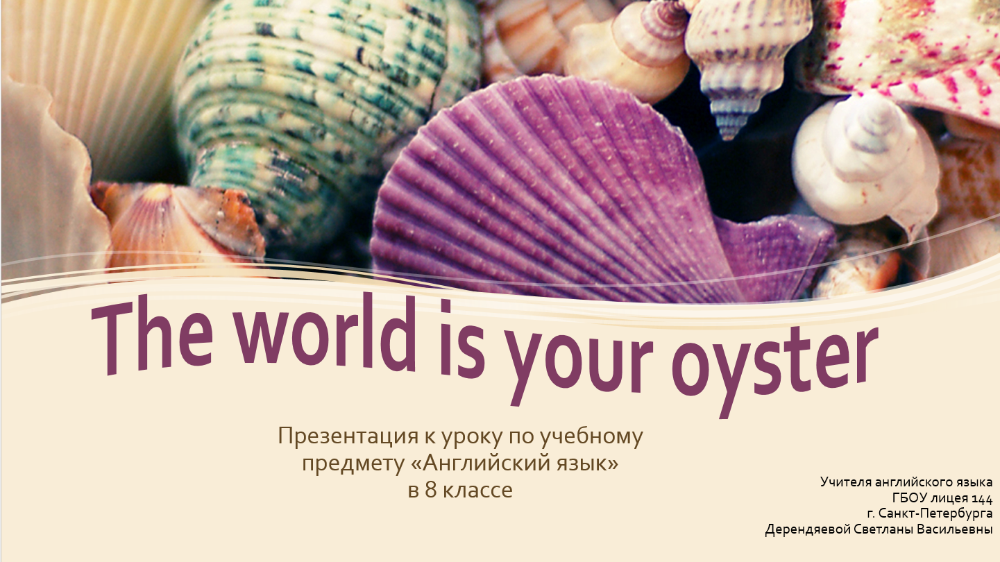 The world is your oyster
Презентация к уроку по учебному
предмету «Английский язык»
в 8 классе
Учителя английского языка
ГБОУ лицея 144
г. Санкт-Петербурга
Дерендяевой Светланы Васильевны